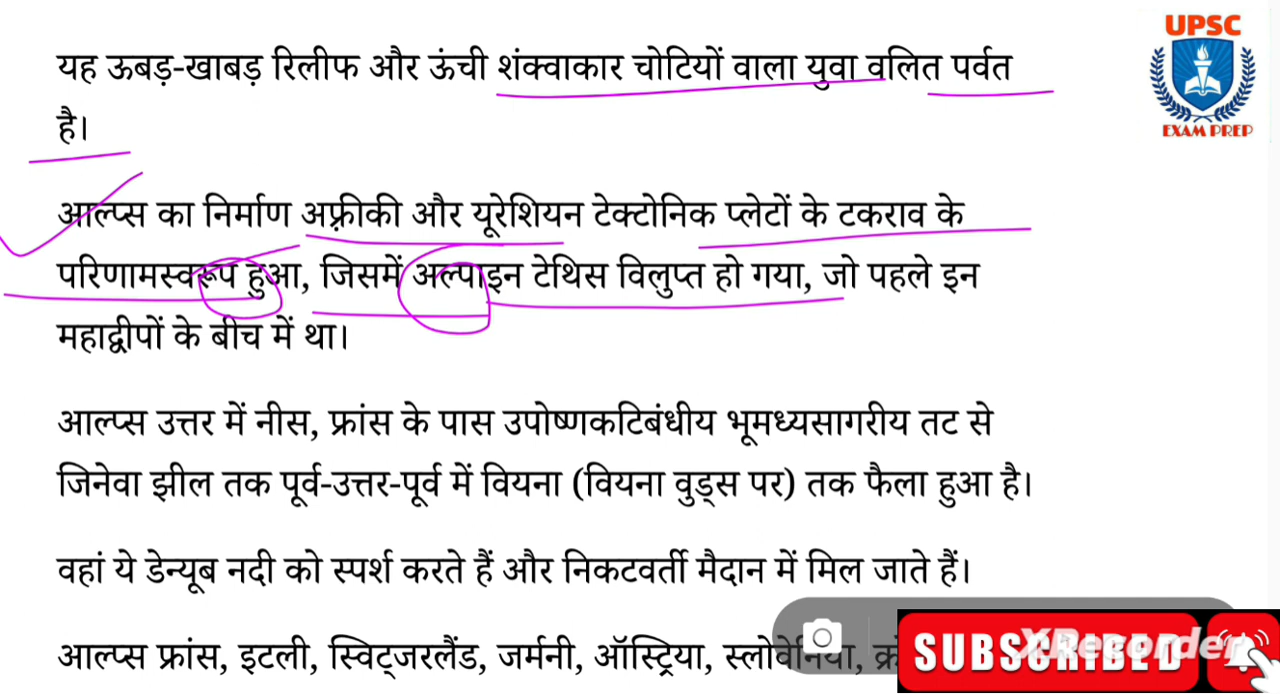 UPSC
EXAM PREP
यह ऊबड़-खाबड़ रिलीफ और ऊंची शंक्वाकार चोटियों वाला युवा वलित पर्वत
है।
आल्प्स का निर्माण अफ़्रीकी और यूरेशियन टेक्टोनिक प्लेटों के टकराव के
परिणामस्वरूप हुआ, जिसमें अल्पाइन टेथिस विलुप्त हो गया, जो पहले इन
महाद्वीपों के बीच में था।
आल्प्स उत्तर में नीस, फ्रांस के पास उपोष्णकटिबंधीय भूमध्यसागरीय तट से
जिनेवा झील तक पूर्व-उत्तर-पूर्व में वियना (वियना वुड्स पर) तक फैला हुआ है।
वहां ये डेन्यूब नदी को स्पर्श करते हैं और निकटवर्ती मैदान में मिल जाते हैं।
आल्प्स फ्रांस, इटली, स्विट्जरलैंड, जर्मनी, ऑस्ट्रिया, स्लोवेनिया,
SUBSCRIBED
XRecorder